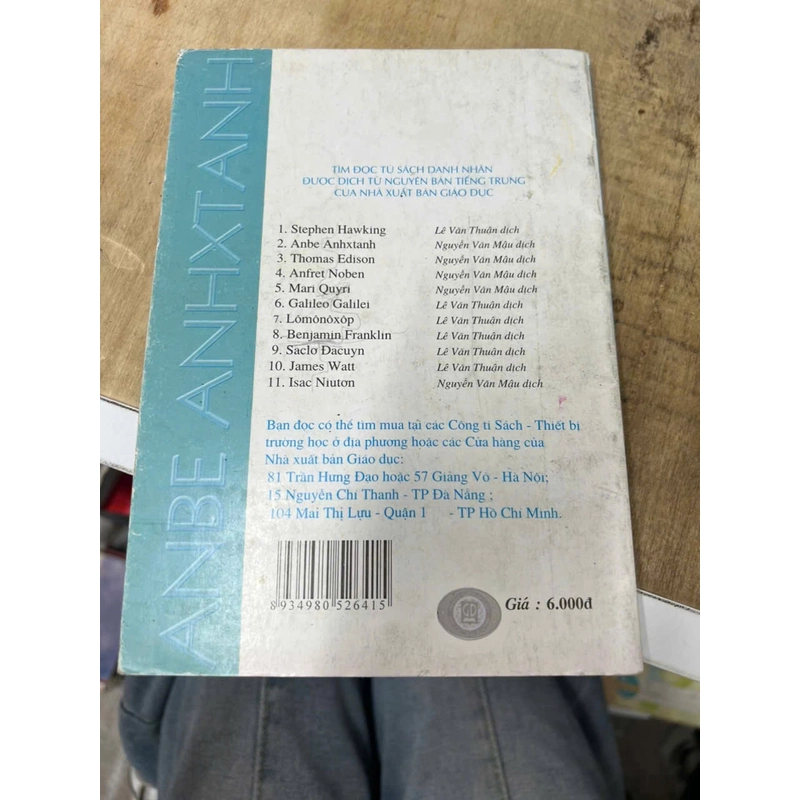 ANBE ANHXTANH
TÌM ĐỌC TỦ SÁCH DANH NHÂN
ĐƯỢC DỊCH TỪ NGUYÊN BẢN TIẾNG TRUNG
CỦA NHÀ XUẤT BẢN GIÁO DỤC
1. Stephen Hawking Lê Văn Thuận dịch
2. Anbe Anhxtanh Nguyễn Văn Mậu dịch
3. Thomas Edison Nguyễn Văn Mậu dịch
4. Anfret Noben Nguyễn Văn Mậu dịch
5. Mari Quyri Nguyễn Văn Mậu dịch
6. Galileo Galilei Lê Văn Thuận dịch
7. Lômônôxôp Lê Văn Thuận dịch
8. Benjamin Franklin Lê Văn Thuận dịch
9. Saclơ Đacuyn Lê Văn Thuận dịch
10. James Watt Lê Văn Thuận dịch
11. Isac Niutơn Nguyễn Văn Mậu dịch
Bạn đọc có thể tìm mua tại các Công ti Sách - Thiết bị
trường học ở địa phương hoặc các Cửa hàng của
Nhà xuất bản Giáo dục:
81 Trần Hưng Đạo hoặc 57 Giảng Võ - Hà Nội;
15 Nguyễn Chí Thanh - TP Đà Nẵng ;
104 Mai Thị Lựu - Quận 1 - TP Hồ Chí Minh.
8 934980 526415
GD
Giá : 6.000đ